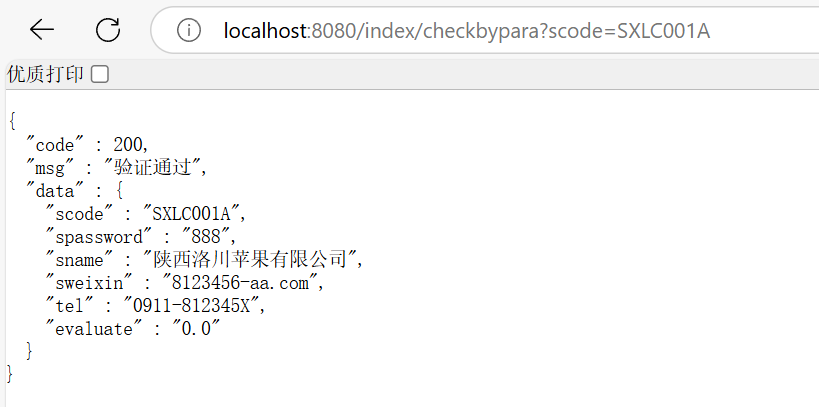 localhost:8080/index/checkbypara?scode=SXLC001A
优质打印
{
  "code" : 200,
  "msg" : "验证通过",
  "data" : {
    "scode" : "SXLC001A",
    "spassword" : "888",
    "sname" : "陕西洛川苹果有限公司",
    "sweixin" : "8123456-aa.com",
    "tel" : "0911-812345X",
    "evaluate" : "0.0"
  }
}